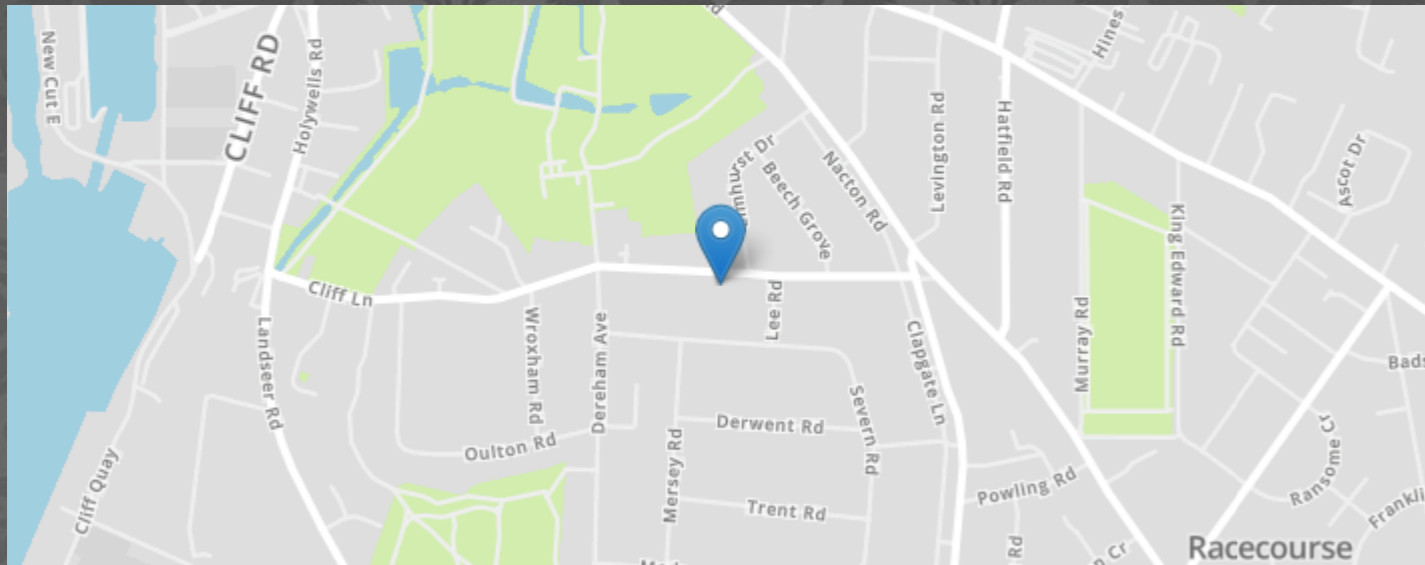 New Cut E
CLIFF RD
Holywells Rd
Hines
Levington Rd
Hatfield Rd
Nacton Rd
Beech Grove
Ascot Dr
King Edward Rd
Cliff Ln
Landseer Rd
Wroxham Rd
Dereham Ave
Lee Rd
Clapgate Ln
Murray Rd
Severn Rd
Derwent Rd
Oulton Rd
Mersey Rd
Cliff Quay
Trent Rd
Powling Rd
Ransome Cr
Rd
Cr
Racecourse